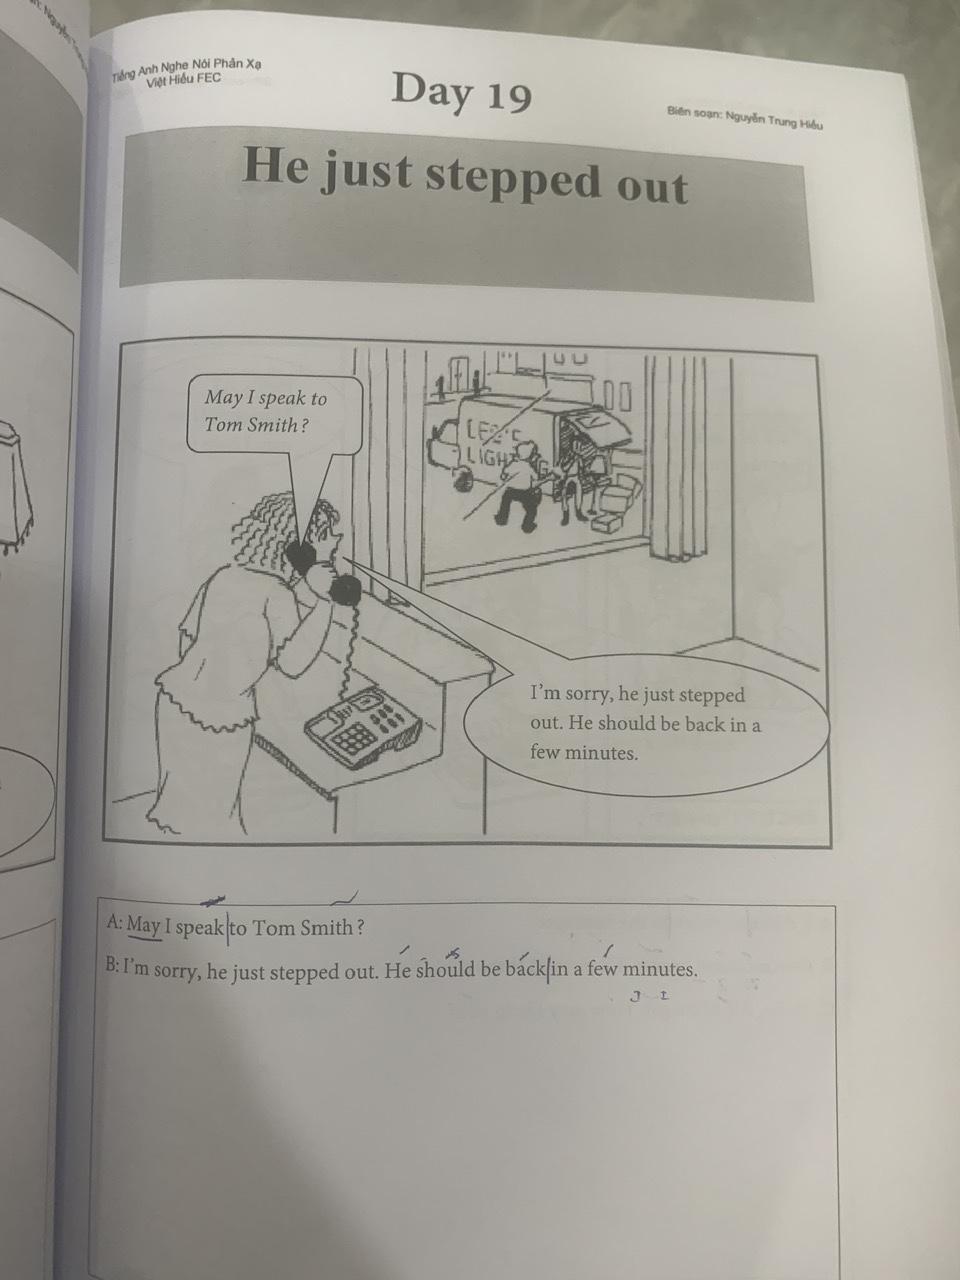 Tiếng Anh Nghe Nói Phản Xạ
Việt Hiếu FEC
Day 19
Biên soạn: Nguyễn Trung Hiếu
He just stepped out
May I speak to
Tom Smith?
I'm sorry, he just stepped
out. He should be back in a
few minutes.
A: May I speak to Tom Smith?
B: I'm sorry, he just stepped out. He should be back in a few minutes.